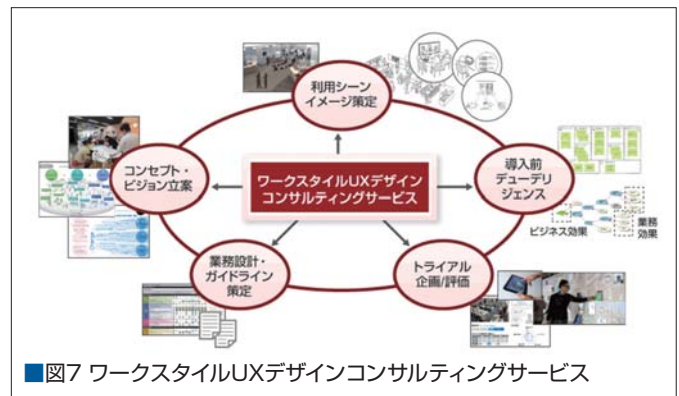 利用シーン
イメージ策定
コンセプト・
ビジョン立案
ワークスタイルUXデザイン
コンサルティングサービス
導入前
デューデリ
ジェンス
ビジネス効果
業務
効果
業務設計・
ガイドライン
策定
トライアル
企画/評価
■図7 ワークスタイルUXデザインコンサルティングサービス